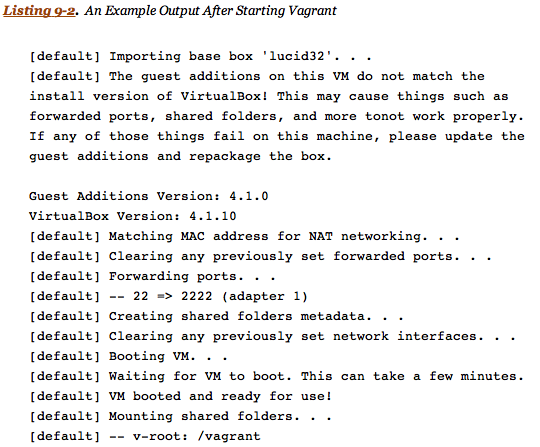 Listing 9-2. An Example Output After Starting Vagrant
[default] Importing base box 'lucid32'. . .
[default] The guest additions on this VM do not match the
install version of VirtualBox! This may cause things such as
forwarded ports, shared folders, and more tonot work properly.
If any of those things fail on this machine, please update the
guest additions and repackage the box.
Guest Additions Version: 4.1.0
VirtualBox Version: 4.1.10
[default] Matching MAC address for NAT networking. . .
[default] Clearing any previously set forwarded ports. . .
[default] Forwarding ports. . .
[default] -- 22 => 2222 (adapter 1)
[default] Creating shared folders metadata. . .
[default] Clearing any previously set network interfaces. . .
[default] Booting VM. . .
[default] Waiting for VM to boot. This can take a few minutes.
[default] VM booted and ready for use!
[default] Mounting shared folders. . .
[default] -- v-root: /vagrant